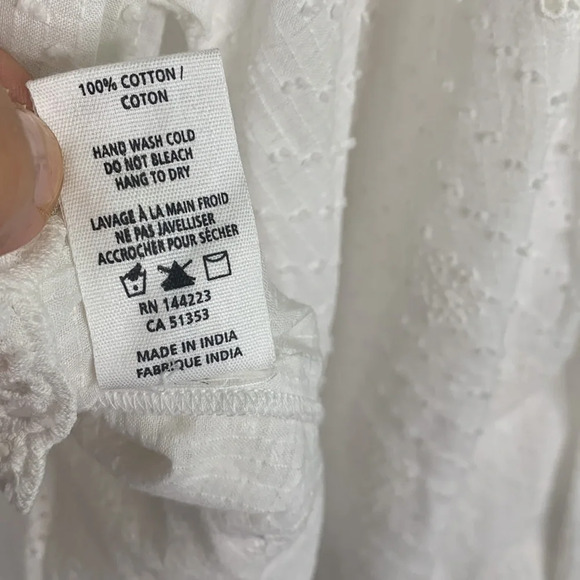 100% COTTON /
COTON
HAND WASH COLD
DO NOT BLEACH
HANG TO DRY
LAVAGE À LA MAIN FROID
NE PAS JAVELLISER
ACCROCHER POUR SÉCHER
RN 144223
CA 51353
MADE IN INDIA
FABRIQUE INDIA